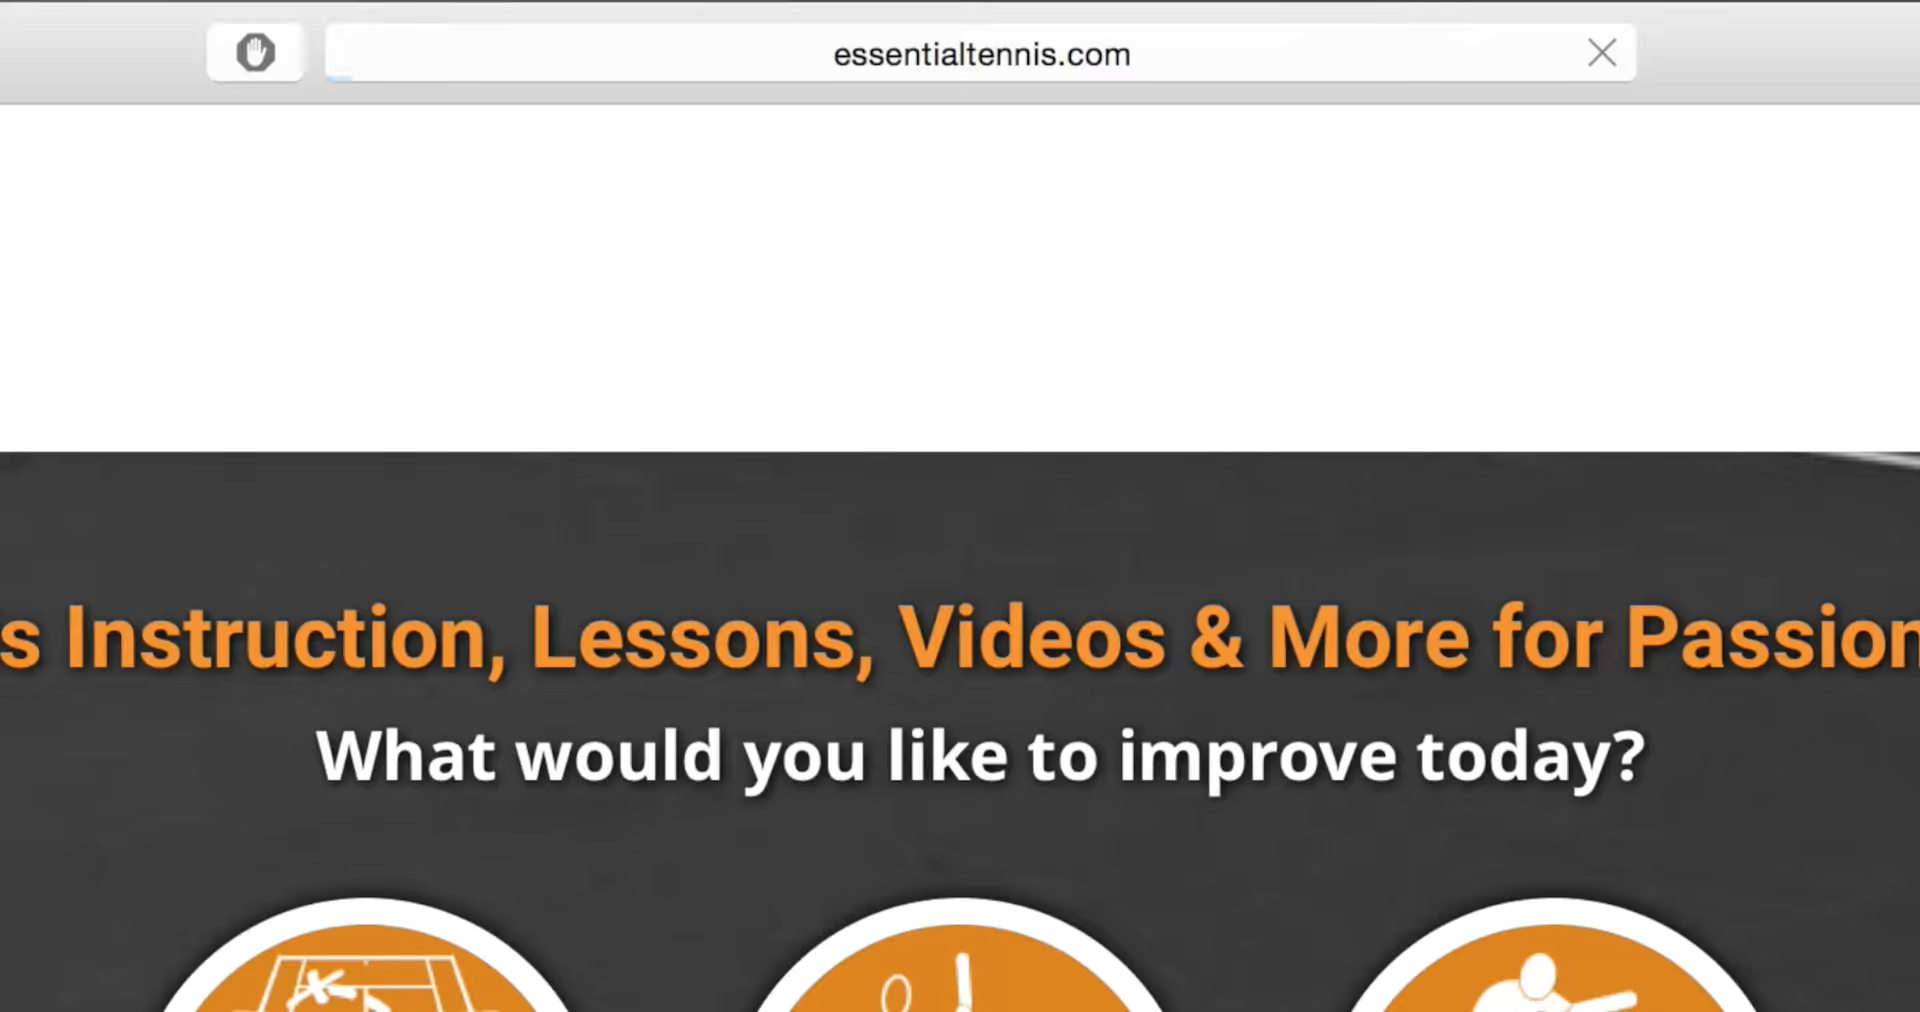 essentialtennis.com
s Instruction, Lessons, Videos & More for Passion
What would you like to improve today?